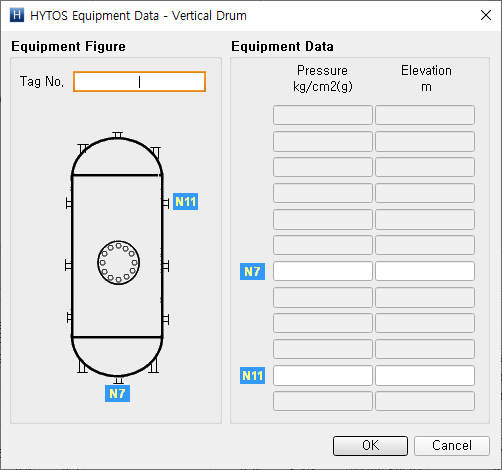 H HYTOS Equipment Data - Vertical Drum
Equipment Figure
Tag No.
N11
N7
Equipment Data
Pressure Elevation
kg/cm2(g) m
N7
N11
OK Cancel